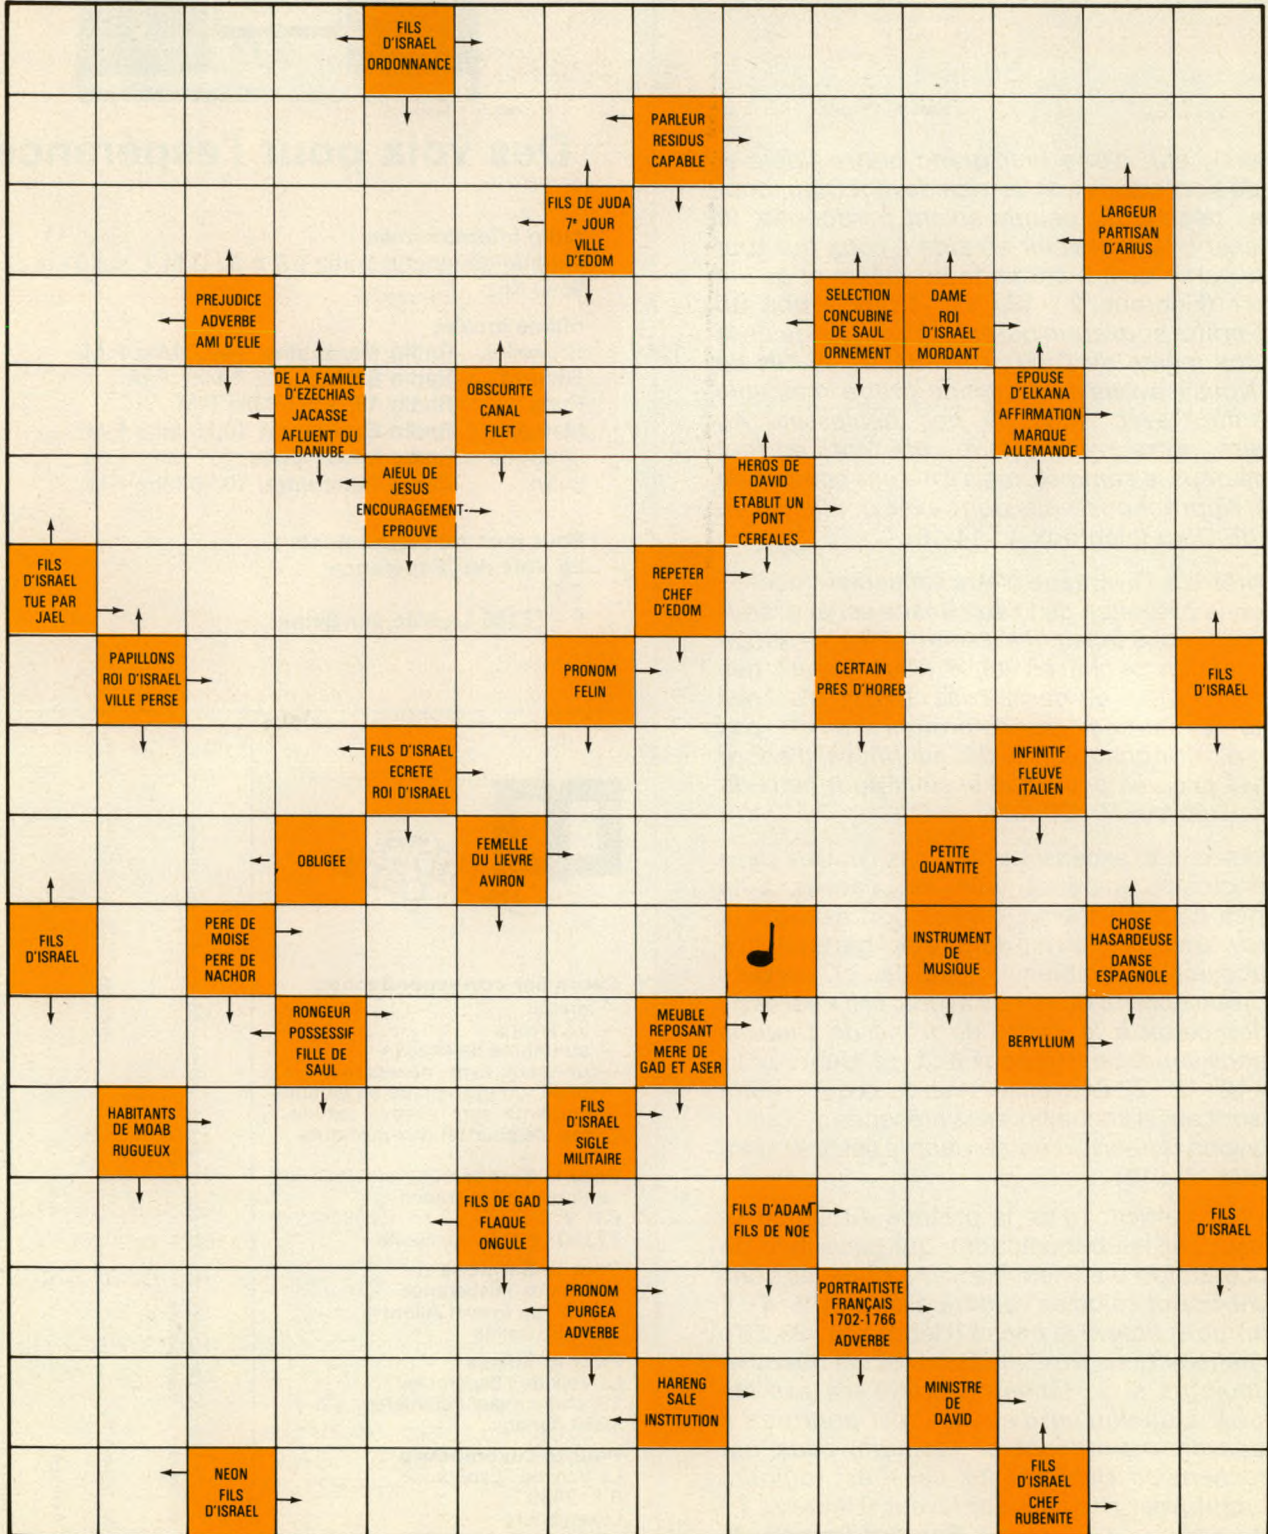 FILS
D'ISRAEL
ORDONNANCE
PARLEUR
RESIDUS
CAPABLE
FILS DE JUDA
7e JOUR
VILLE
D'EDOM
LARGEUR
PARTISAN
D'ARIUS
PREJUDICE
ADVERBE
AMI D'ELIE
SELECTION
CONCUBINE
DE SAUL
ORNEMENT
DAME
ROI
D'ISRAEL
MORDANT
DE LA FAMILLE
D'EZECHIAS
JACASSE
AFLUENT DU
DANUBE
OBSCURITE
CANAL
FILET
EPOUSE
D'ELKANA
AFFIRMATION
MARQUE
ALLEMANDE
AIEUL DE
JESUS
ENCOURAGEMENT
EPROUVE
HEROS DE
DAVID
ETABLIT UN
PONT
CEREALES
FILS
D'ISRAEL
TUE PAR
JAEL
REPETER
CHEF
D'EDOM
PAPILLONS
ROI D'ISRAEL
VILLE PERSE
PRONOM
FELIN
CERTAIN
PRES D'HOREB
FILS
D'ISRAEL
FILS D'ISRAEL
ECRETE
ROI D'ISRAEL
INFINITIF
FLEUVE
ITALIEN
OBLIGEE
FEMELLE
DU LIEVRE
AVIRON
PETITE
QUANTITE
FILS
D'ISRAEL
PERE DE
MOISE
PERE DE
NACHOR
INSTRUMENT
DE
MUSIQUE
CHOSE
HASARDEUSE
DANSE
ESPAGNOLE
RONGEUR
POSSESSIF
FILLE DE
SAUL
MEUBLE
REPOSANT
MERE DE
GAD ET ASER
BERYLLIUM
HABITANTS
DE MOAB
RUGUEUX
FILS
D'ISRAEL
SIGLE
MILITAIRE
FILS DE GAD
FLAQUE
ONGULE
FILS D'ADAM
FILS DE NOE
FILS
D'ISRAEL
PRONOM
PURGEA
ADVERBE
PORTRAITISTE
FRANÇAIS
1702-1766
ADVERBE
HARENG
SALE
INSTITUTION
MINISTRE
DE
DAVID
NEON
FILS
D'ISRAEL
FILS
D'ISRAEL
CHEF
RUBENITE